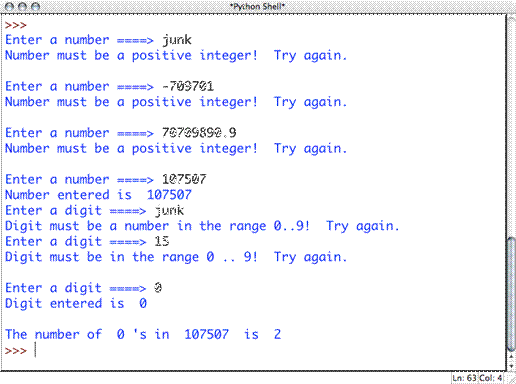 *Python Shell*
>>>
Enter a number ====> junk
Number must be a positive integer!  Try again.
Enter a number ====> -709701
Number must be a positive integer!  Try again.
Enter a number ====> 70709890.9
Number must be a positive integer!  Try again.
Enter a number ====> 107507
Number entered is  107507
Enter a digit ====> junk
Digit must be a number in the range 0..9!  Try again.
Enter a digit ====> 15
Digit must be in the range 0 .. 9!  Try again.
Enter a digit ====> 0
Digit entered is  0
The number of  0 's in  107507  is  2
>>>
Ln: 63 Col: 4